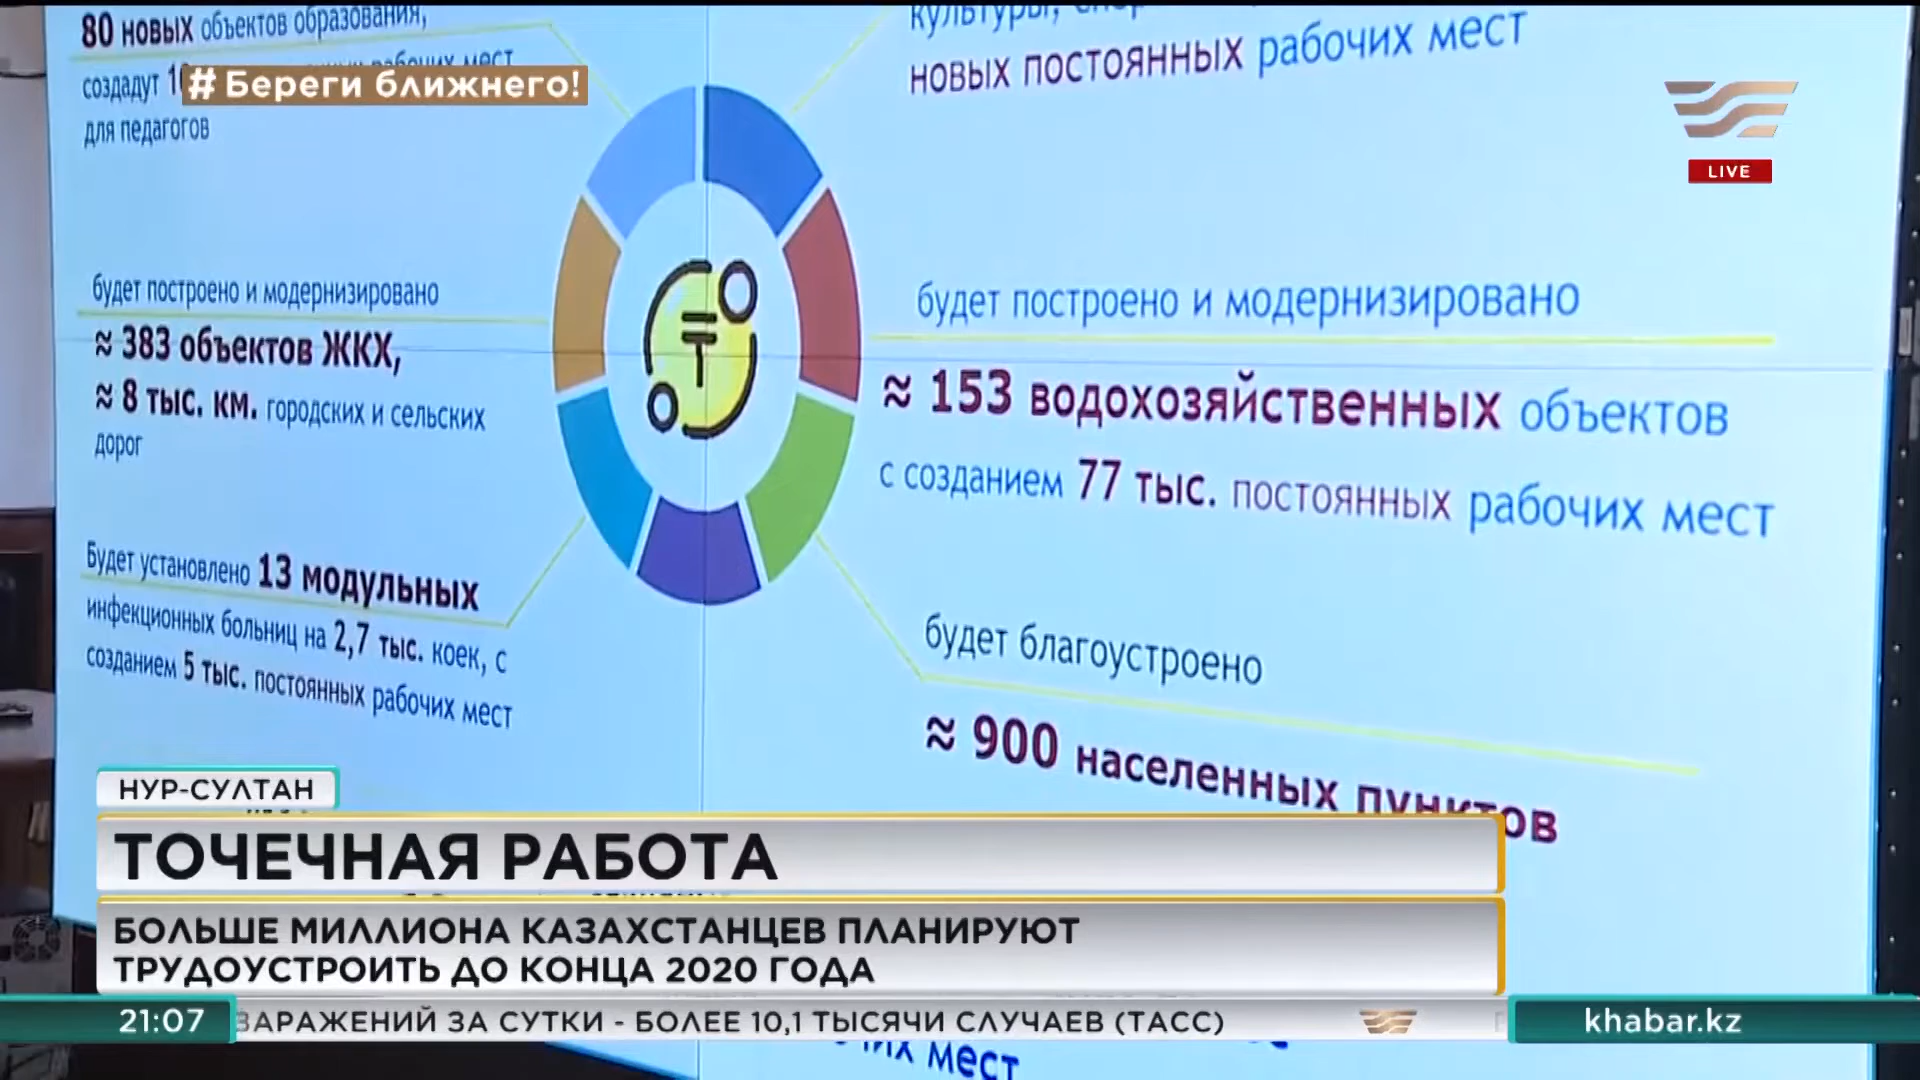 80 новых объектов образования,
создадут
для педагогов
# Береги ближнего!
новых постоянных рабочих мест
LIVE
будет построено и модернизировано
≈ 383 объектов ЖКХ,
≈ 8 тыс. км. городских и сельских
дорог
₸
будет построено и модернизировано
≈ 153 водохозяйственных объектов
с созданием 77 тыс. постоянных рабочих мест
Будет установлено 13 модульных
инфекционных больниц на 2,7 тыс. коек, с
созданием 5 тыс. постоянных рабочих мест
будет благоустроено
≈ 900 населенных пунктов
НУР-СУЛТАН
ТОЧЕЧНАЯ РАБОТА
БОЛЬШЕ МИЛЛИОНА КАЗАХСТАНЦЕВ ПЛАНИРУЮТ
ТРУДОУСТРОИТЬ ДО КОНЦА 2020 ГОДА
21:07
ЗАРАЖЕНИЙ ЗА СУТКИ - БОЛЕЕ 10,1 ТЫСЯЧИ СЛУЧАЕВ (ТАСС)
khabar.kz
мест